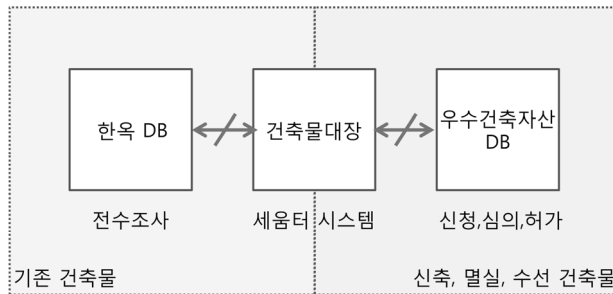 한옥 DB
건축물대장
우수건축자산
DB
전수조사
세움터 시스템
신청,심의,허가
기존 건축물
신축, 멸실, 수선 건축물